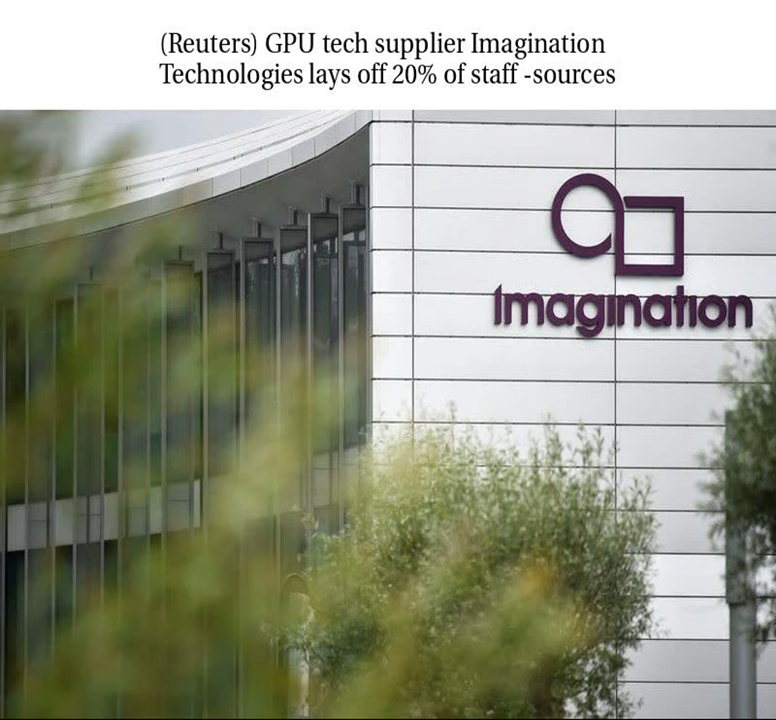 (Reuters) GPU tech supplier Imagination
Technologies lays off 20% of staff -sources
Imagination